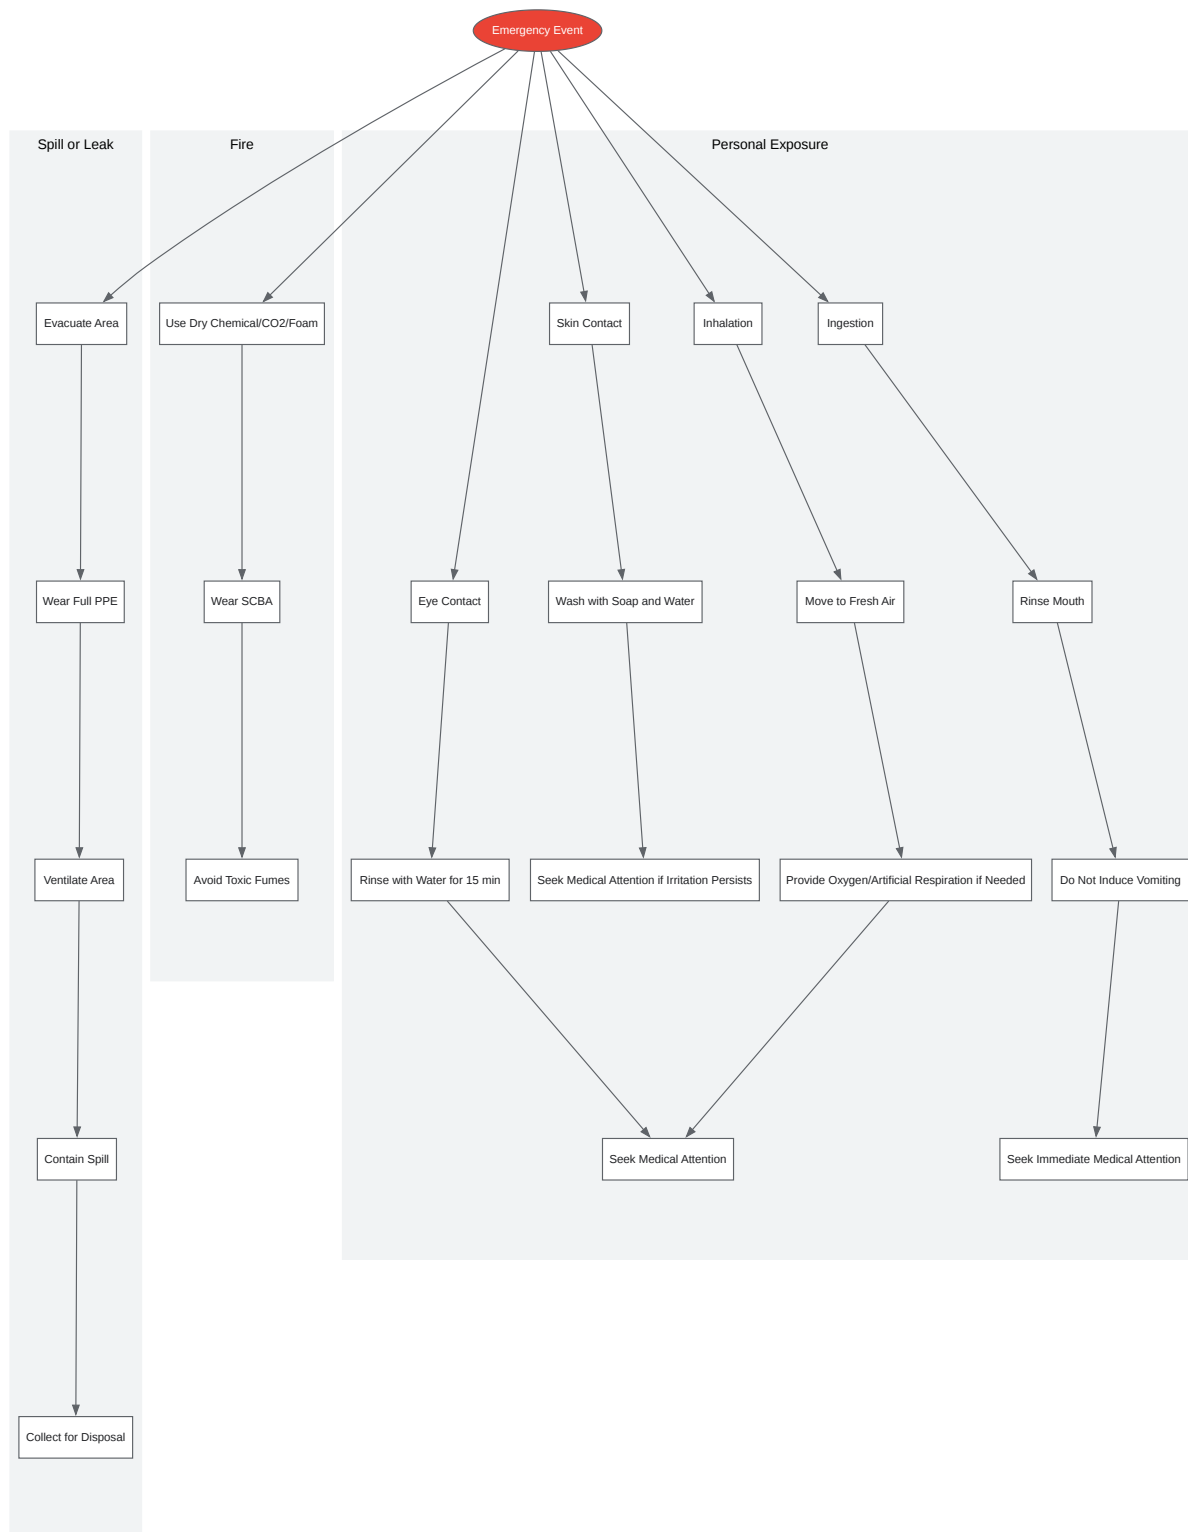 Emergency Event
Spill or Leak
Fire
Personal Exposure
Evacuate Area
Use Dry Chemical/CO2/Foam
Skin Contact
Inhalation
Ingestion
Wear Full PPE
Wear SCBA
Eye Contact
Wash with Soap and Water
Move to Fresh Air
Rinse Mouth
Ventilate Area
Avoid Toxic Fumes
Rinse with Water for 15 min
Seek Medical Attention if Irritation Persists
Provide Oxygen/Artificial Respiration if Needed
Do Not Induce Vomiting
Contain Spill
Seek Medical Attention
Seek Immediate Medical Attention
Collect for Disposal